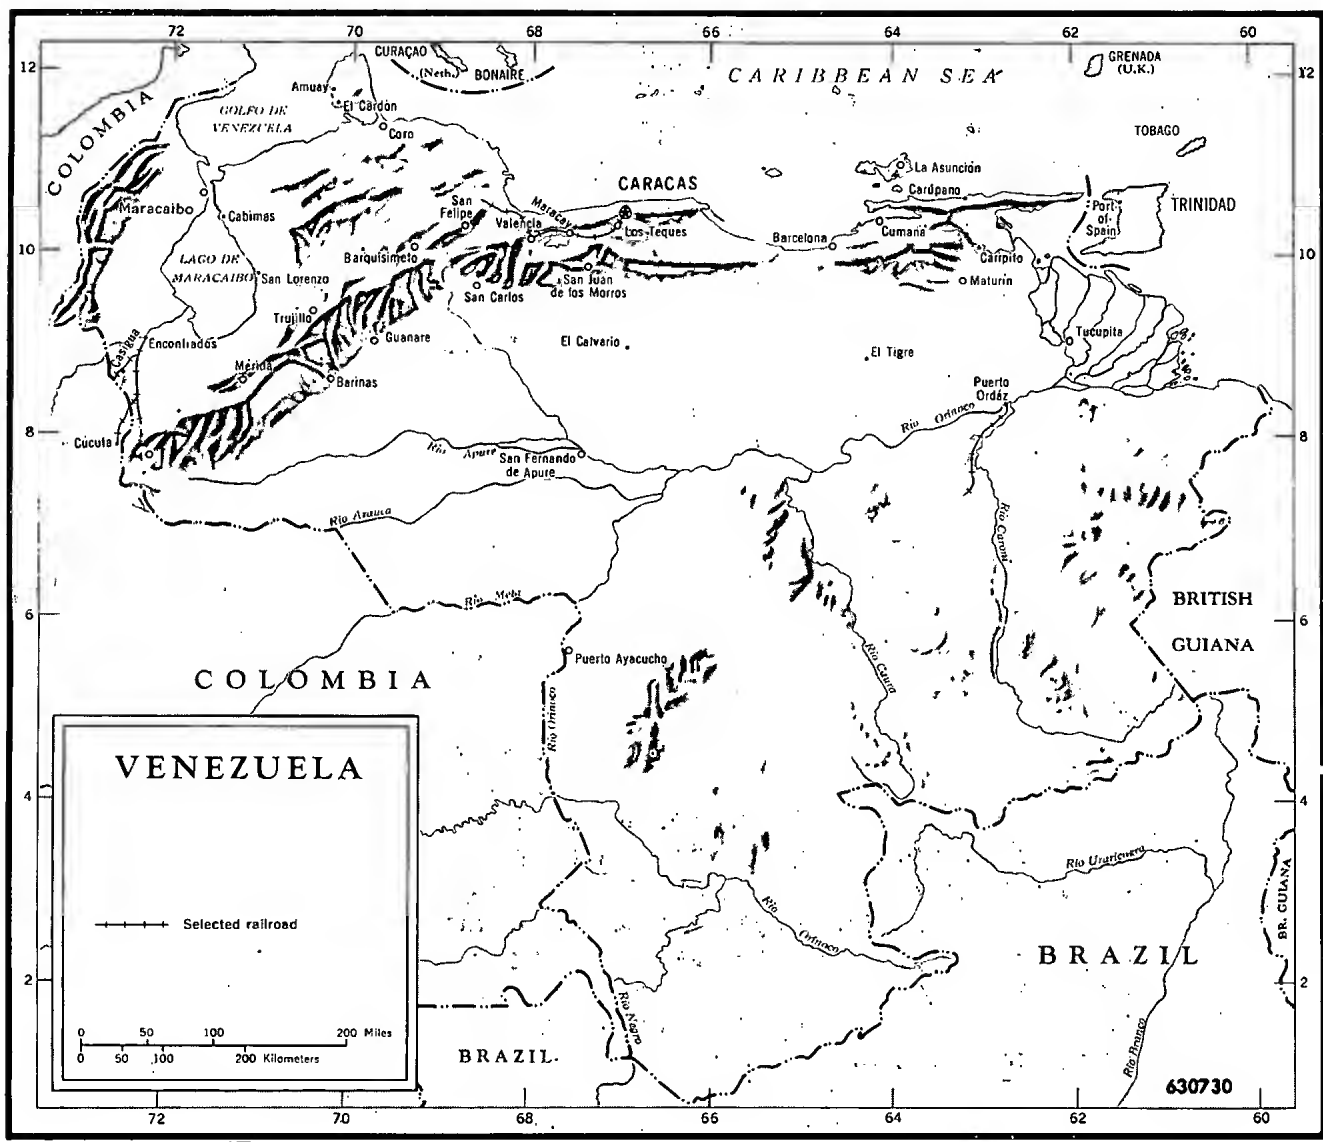 72
70
68
66
64
62
60
12
12
CURAÇAO
(Neth.)
BONAIRE
CARIBBEAN SEA
GRENADA
(U.K.)
COLOMBIA
Amuay
El Cardón
GOLFO DE
VENEZUELA
Coro
TOBAGO
La Asunción
Carúpano
CARACAS
TRINIDAD
Port
of
Spain
Maracaibo
Cabimas
San
Felipe
Maracay
Valencia
Los Teques
Barcelona
Cumaná
10
10
Barquisimeto
LAGO DE
MARACAIBO
San Lorenzo
Caripito
Maturín
San Carlos
San Juan
de los Morros
Trujillo
Guanare
Casigua
Encontrados
El Calvario
El Tigre
Tucupita
Mérida
Barinas
Puerto
Ordáz
Río Orinoco
8
8
Cúcuta
Río Apure
San Fernando
de Apure
Río Arauca
Río Caroní
Río Meta
6
6
BRITISH
GUIANA
COLOMBIA
Puerto Ayacucho
Río Caura
Río Orinoco
VENEZUELA
4
4
Río Uraricuera
BR. GUIANA
Selected railroad
Río
Orinoco
BRAZIL
2
2
Río Negro
0 50 100 200 Miles
0 50 100 200 Kilometers
BRAZIL
Río Branco
630730
72
70
68
66
64
62
60